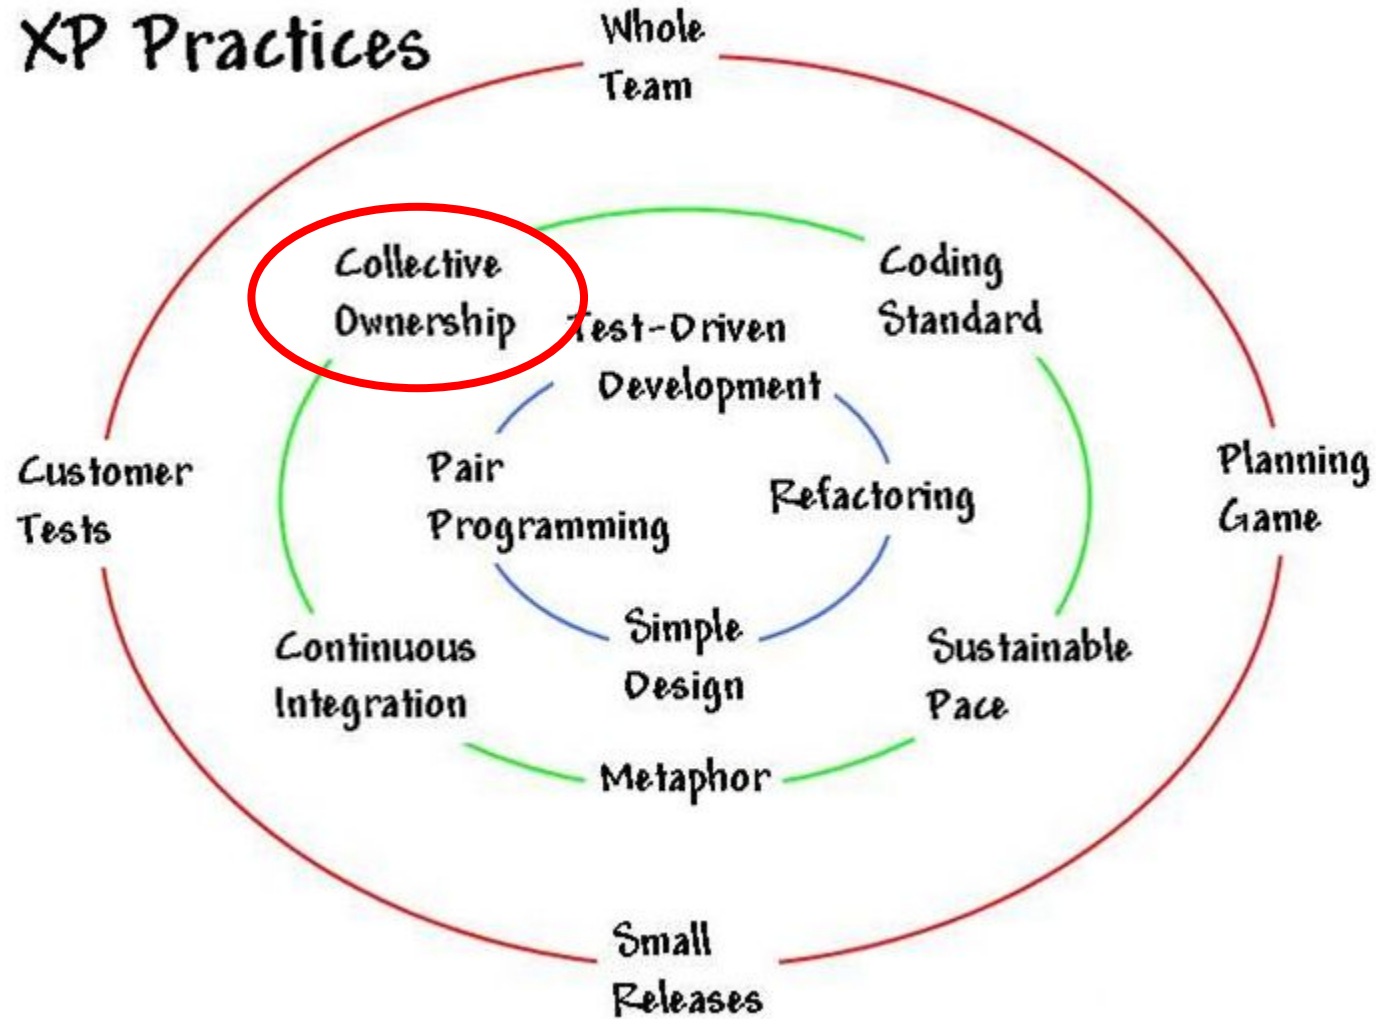 XP Practices
Whole
Team
Collective
Ownership
Coding
Standard
Test-Driven
Development
Customer
Tests
Pair
Programming
Refactoring
Planning
Game
Continuous
Integration
Simple
Design
Sustainable
Pace
Metaphor
Small
Releases